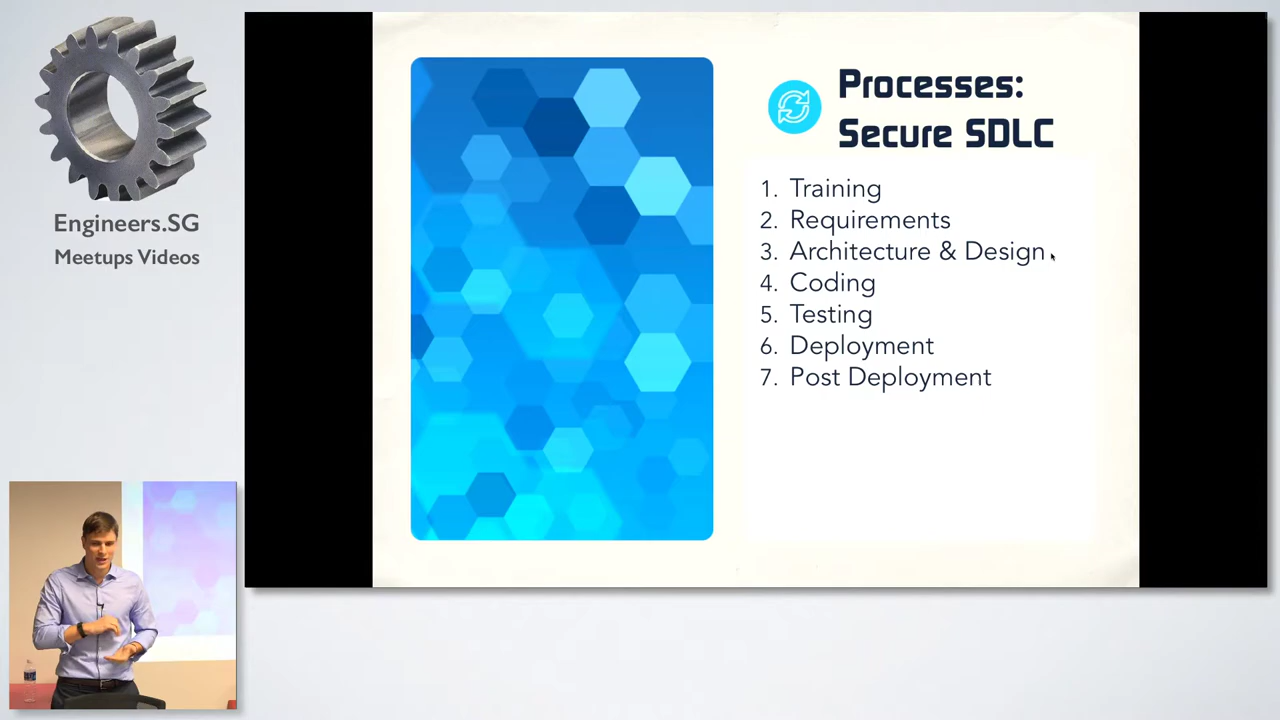 Engineers.SG
Meetups Videos
Processes:
Secure SDLC
1. Training
2. Requirements
3. Architecture & Design
4. Coding
5. Testing
6. Deployment
7. Post Deployment